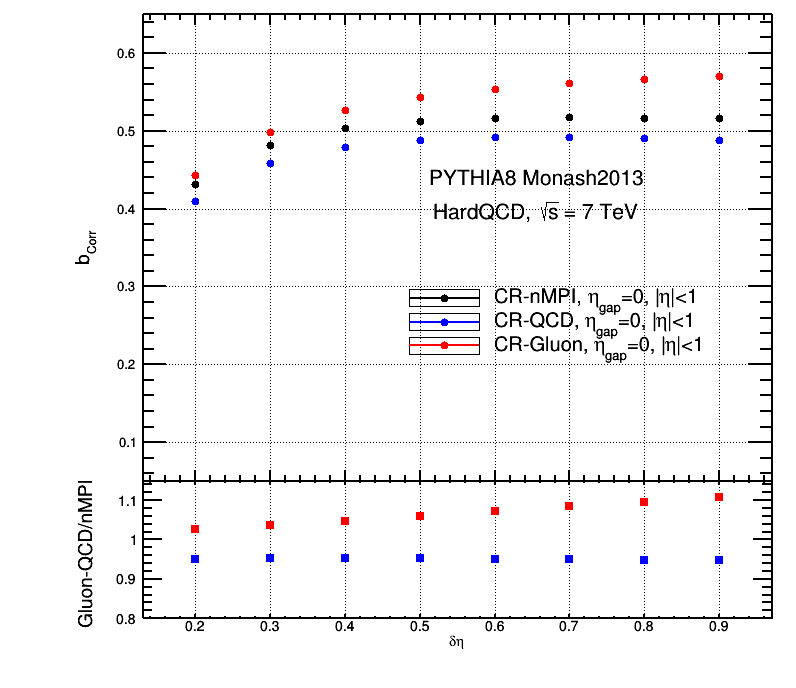 0.6
0.5
0.4
0.3
0.2
0.1
b_Corr
PYTHIA8 Monash2013
HardQCD, √s = 7 TeV
CR-nMPI, η_gap=0, |η|<1
CR-QCD, η_gap=0, |η|<1
CR-Gluon, η_gap=0, |η|<1
1.1
1
0.9
0.8
Gluon-QCD/nMPI
0.2 0.3 0.4 0.5 0.6 0.7 0.8 0.9
δη